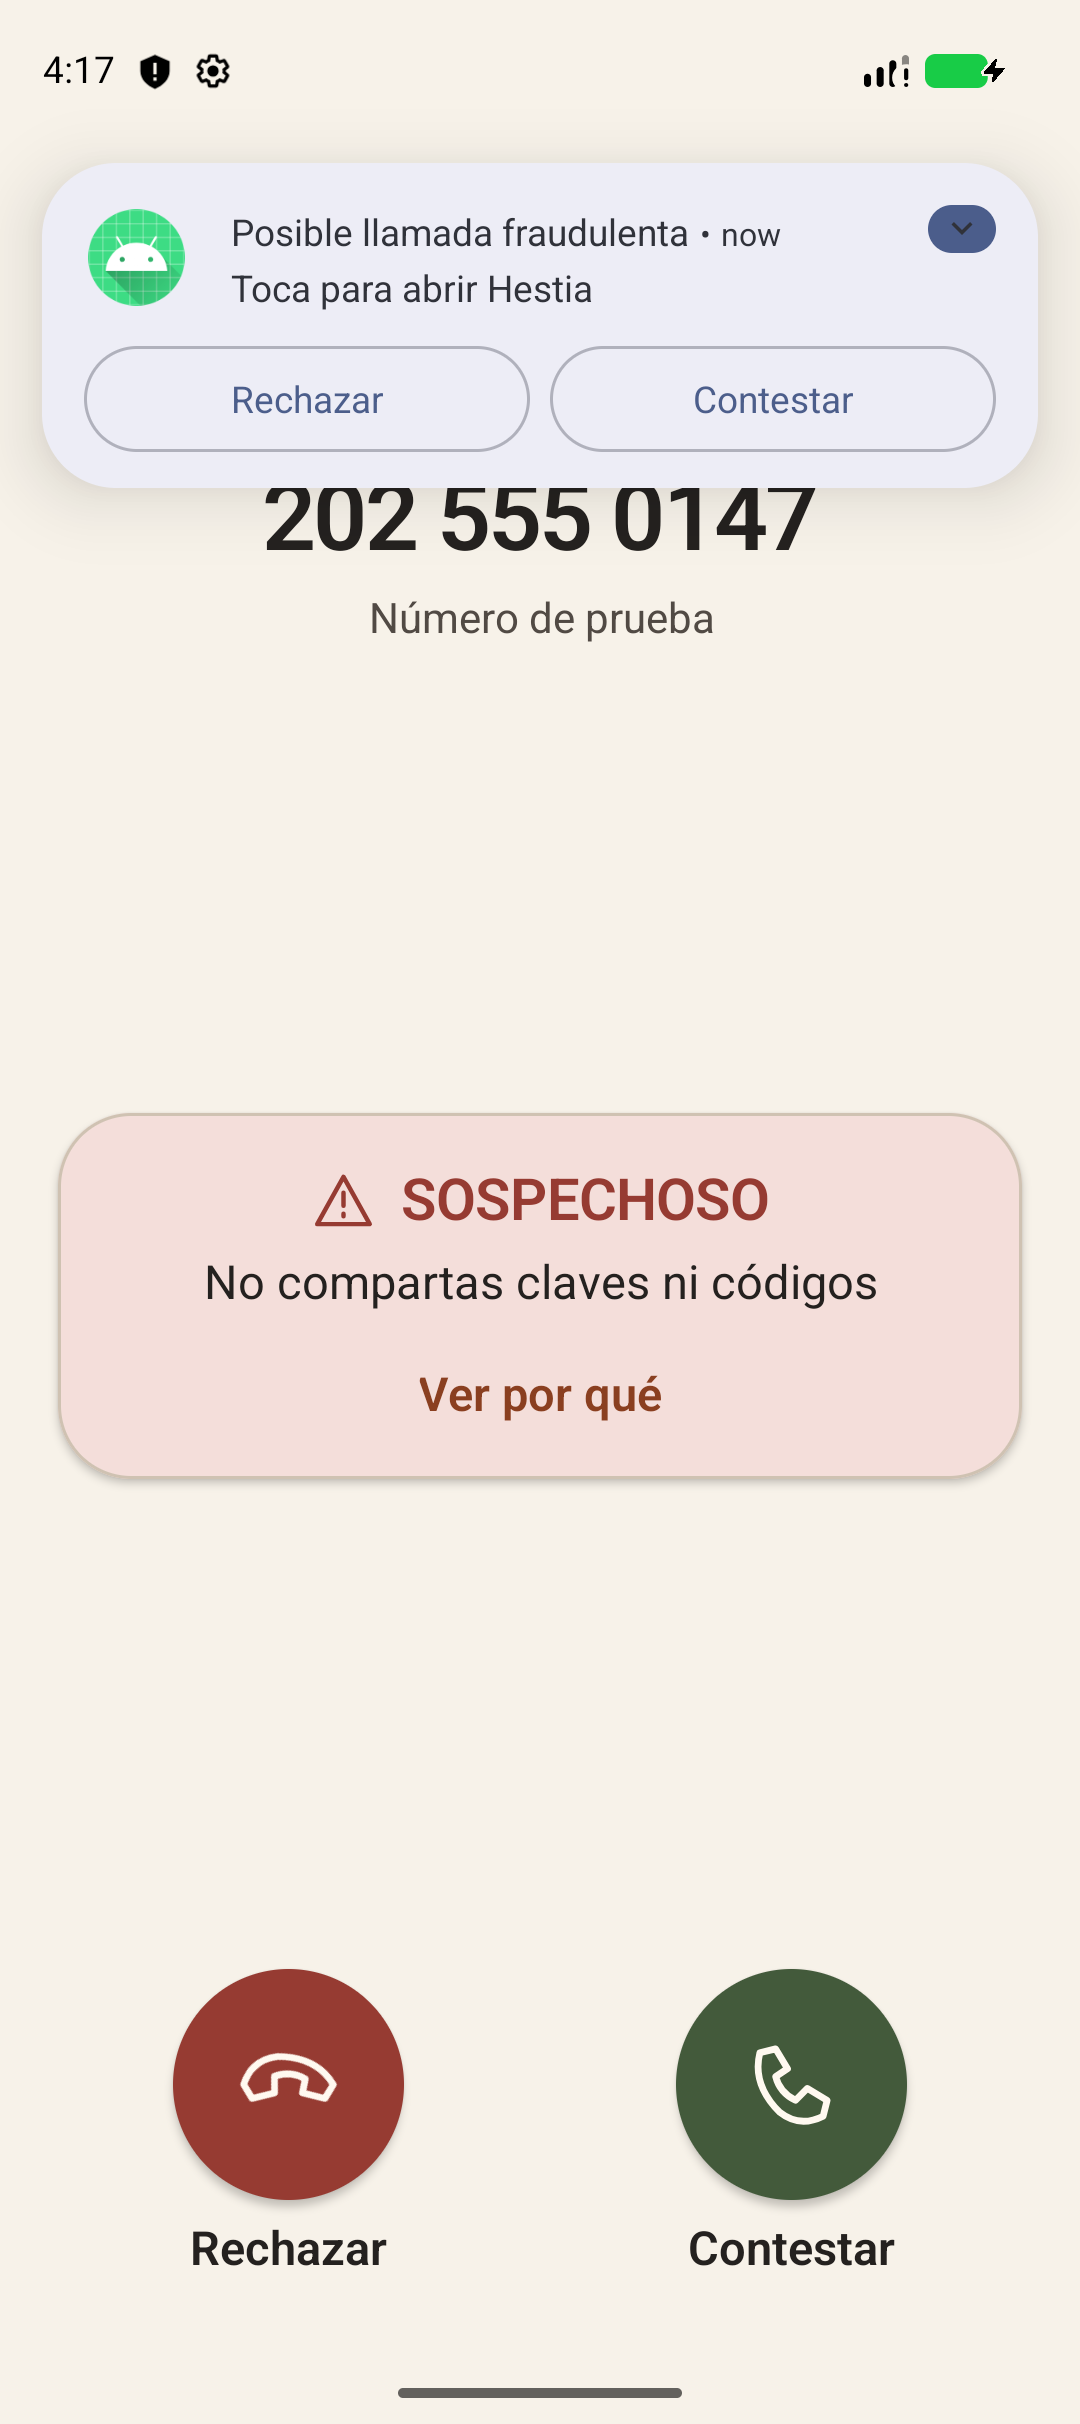 4:17
Posible llamada fraudulenta • now
Toca para abrir Hestia
Rechazar
Contestar
202 555 0147
Número de prueba
SOSPECHOSO
No compartas claves ni códigos
Ver por qué
Rechazar
Contestar